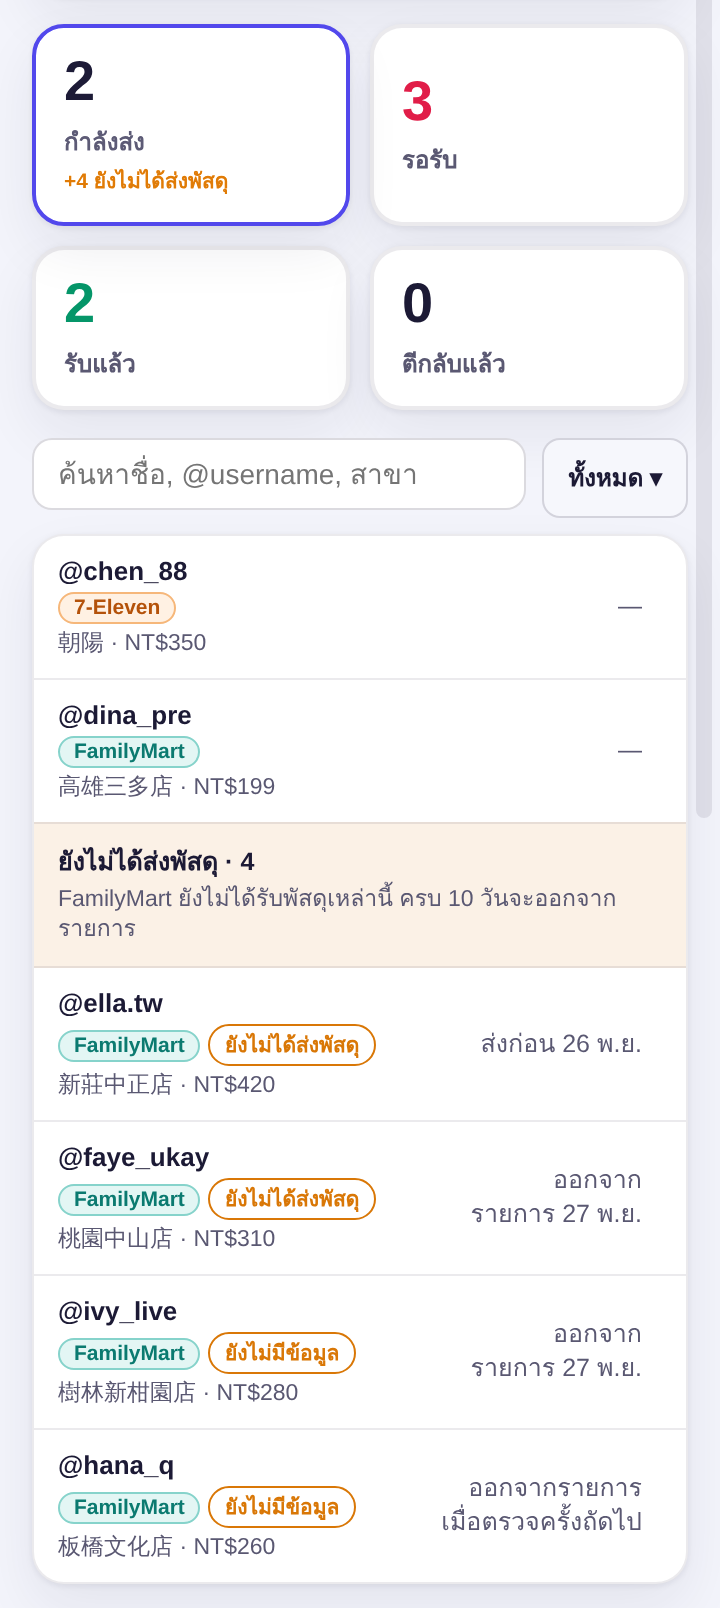 2
กำลังส่ง
+4 ยังไม่ได้ส่งพัสดุ
3
รอรับ
2
รับแล้ว
0
ตีกลับแล้ว
ค้นหาชื่อ, @username, สาขา
ทั้งหมด ▾
@chen_88
7-Eleven
—
朝陽 · NT$350
@dina_pre
FamilyMart
—
高雄三多店 · NT$199
ยังไม่ได้ส่งพัสดุ · 4
FamilyMart ยังไม่ได้รับพัสดุเหล่านี้ ครบ 10 วันจะออกจาก
รายการ
@ella.tw
FamilyMart ยังไม่ได้ส่งพัสดุ
ส่งก่อน 26 พ.ย.
新莊中正店 · NT$420
@faye_ukay
FamilyMart ยังไม่ได้ส่งพัสดุ
ออกจาก
รายการ 27 พ.ย.
桃園中山店 · NT$310
@ivy_live
FamilyMart ยังไม่มีข้อมูล
ออกจาก
รายการ 27 พ.ย.
樹林新柑園店 · NT$280
@hana_q
FamilyMart ยังไม่มีข้อมูล
ออกจากรายการ
เมื่อตรวจครั้งถัดไป
板橋文化店 · NT$260